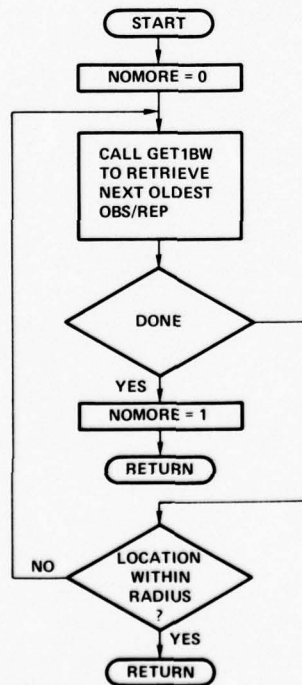 START
NOMORE = 0
CALL GET1BW
TO RETRIEVE
NEXT OLDEST
OBS/REP
DONE
YES
NOMORE = 1
RETURN
NO
LOCATION
WITHIN
RADIUS
?
YES
RETURN